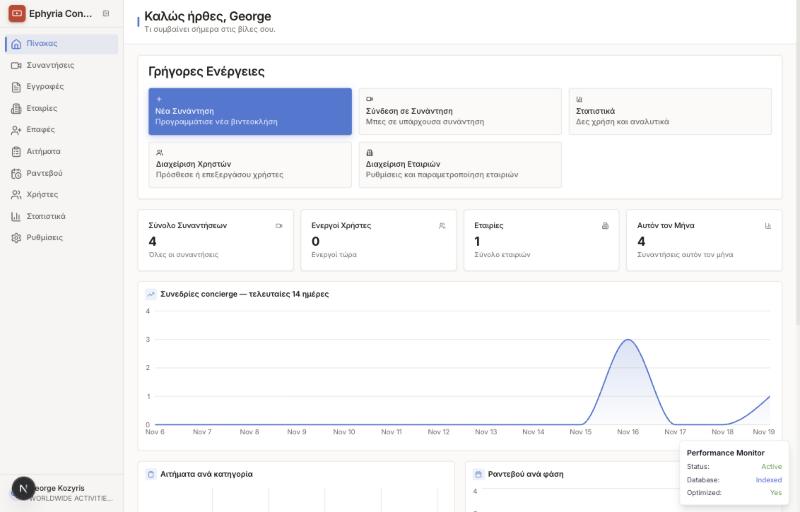 Ephyria Con...
Πίνακας
Συναντήσεις
Εγγραφές
Εταιρίες
Επαφές
Αιτήματα
Ραντεβού
Χρήστες
Στατιστικά
Ρυθμίσεις
N
eorge Kozyris
WORLDWIDE ACTIVITIE...
Καλώς ήρθες, George
Τι συμβαίνει σήμερα στις βίλες σου.
Γρήγορες Ενέργειες
Νέα Συνάντηση
Προγραμμάτισε νέα βιντεοκλήση
Σύνδεση σε Συνάντηση
Μπες σε υπάρχουσα συνάντηση
Στατιστικά
Δες χρήση και αναλυτικά
Διαχείριση Χρηστών
Πρόσθεσε ή επεξεργάσου χρήστες
Διαχείριση Εταιριών
Ρυθμίσεις και παραμετροποίηση εταιριών
Σύνολο Συναντήσεων
4
Όλες οι συναντήσεις
Ενεργοί Χρήστες
0
Ενεργοί τώρα
Εταιρίες
1
Σύνολο εταιριών
Αυτόν τον Μήνα
4
Συναντήσεις αυτόν τον μήνα
Συνεδρίες concierge — τελευταίες 14 ημέρες
4
3
2
1
0
Nov 6 Nov 7 Nov 8 Nov 9 Nov 10 Nov 11 Nov 12 Nov 13 Nov 14 Nov 15 Nov 16 Nov 17 Nov 18 Nov 19
Αιτήματα ανά κατηγορία
Ραντεβού ανά φάση
4
Performance Monitor
Status: Active
Database: Indexed
Optimized: Yes